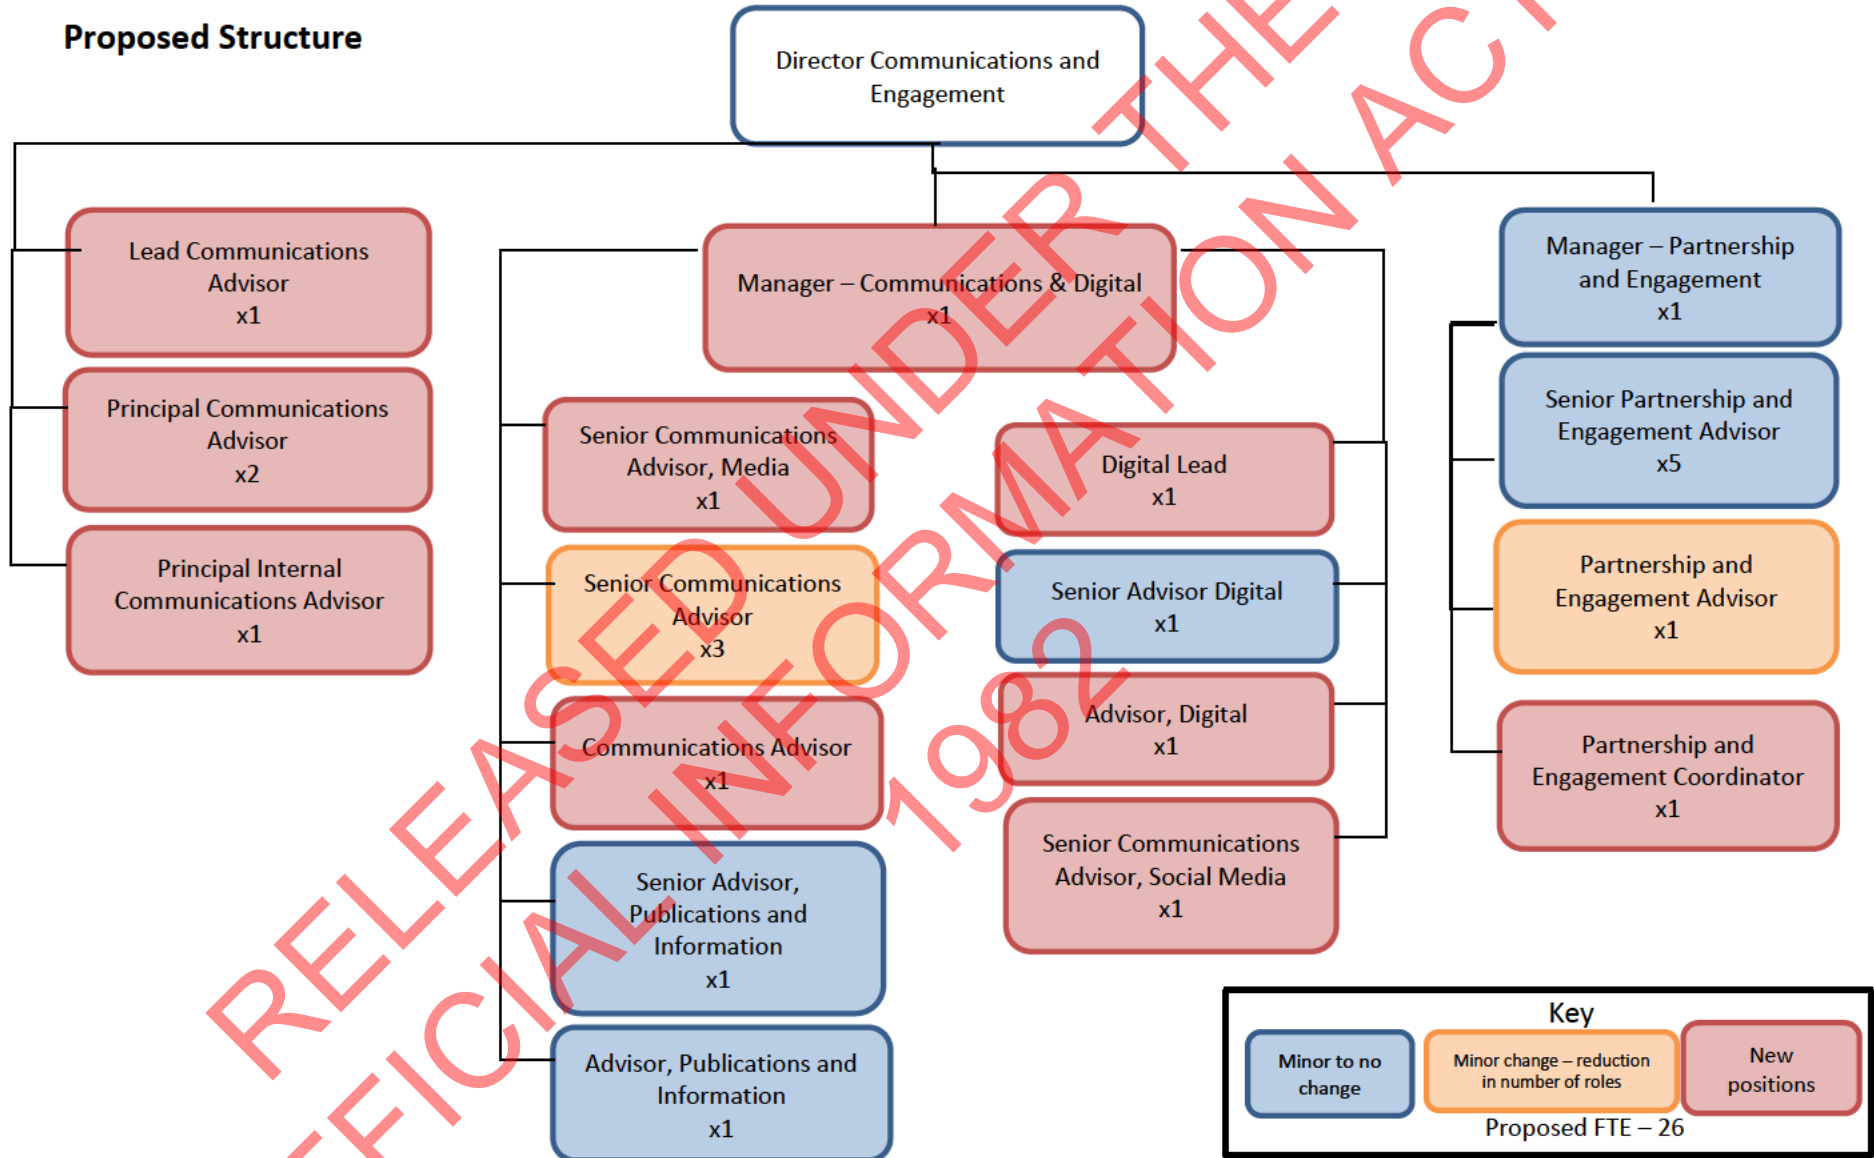 Proposed Structure
Director Communications and
Engagement
Lead Communications
Advisor
x1
Principal Communications
Advisor
x2
Principal Internal
Communications Advisor
x1
Manager – Communications & Digital
x1
Senior Communications
Advisor, Media
x1
Senior Communications
Advisor
x3
Communications Advisor
x1
Senior Advisor,
Publications and
Information
x1
Advisor, Publications and
Information
x1
Digital Lead
x1
Senior Advisor Digital
x1
Advisor, Digital
x1
Senior Communications
Advisor, Social Media
x1
Manager – Partnership
and Engagement
x1
Senior Partnership and
Engagement Advisor
x5
Partnership and
Engagement Advisor
x1
Partnership and
Engagement Coordinator
x1
Key
Minor to no
change
Minor change – reduction
in number of roles
New
positions
Proposed FTE – 26
RELEASED UNDER THE
OFFICIAL INFORMATION ACT
1982